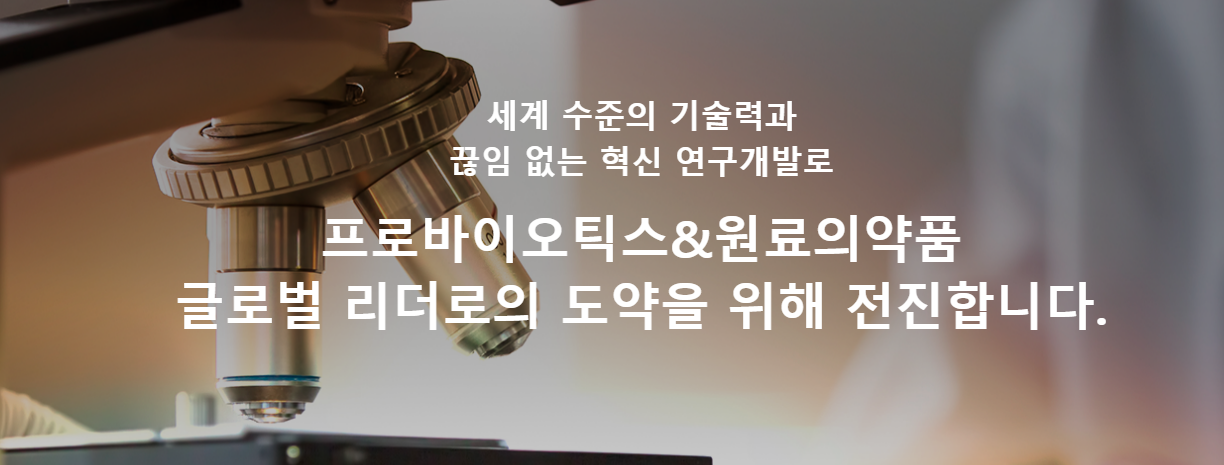 세계 수준의 기술력과
끊임 없는 혁신 연구개발로
프로바이오틱스&원료의약품
글로벌 리더로의 도약을 위해 전진합니다.